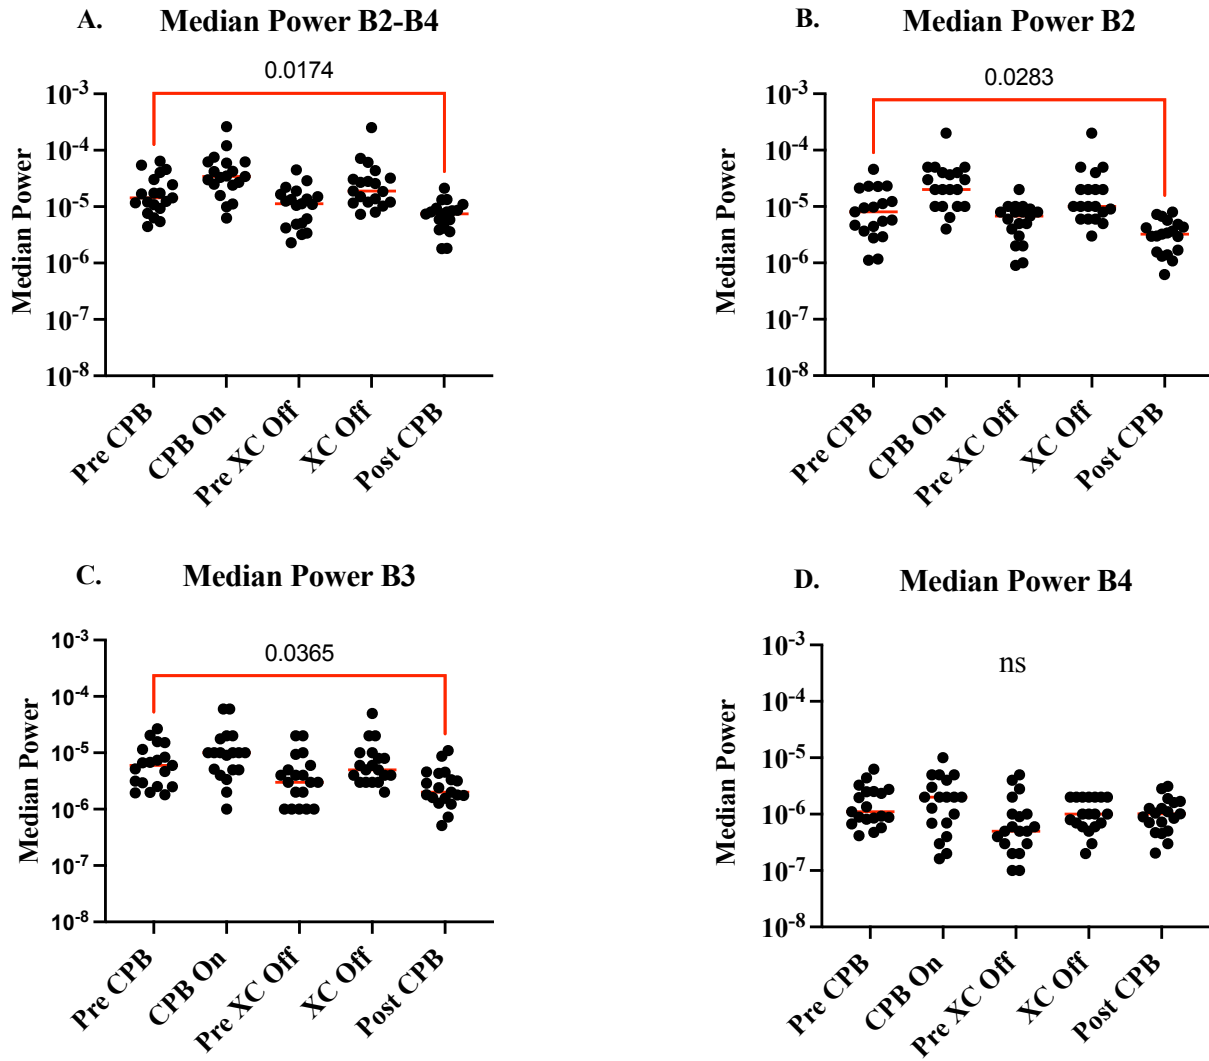 A. Median Power B2-B4
0.0174
Median Power
10⁻³
10⁻⁴
10⁻⁵
10⁻⁶
10⁻⁷
10⁻⁸
Pre CPB
CPB On
Pre XC Off
XC Off
Post CPB
B. Median Power B2
0.0283
Median Power
10⁻³
10⁻⁴
10⁻⁵
10⁻⁶
10⁻⁷
10⁻⁸
Pre CPB
CPB On
Pre XC Off
XC Off
Post CPB
C. Median Power B3
0.0365
Median Power
10⁻³
10⁻⁴
10⁻⁵
10⁻⁶
10⁻⁷
10⁻⁸
Pre CPB
CPB On
Pre XC Off
XC Off
Post CPB
D. Median Power B4
ns
Median Power
10⁻³
10⁻⁴
10⁻⁵
10⁻⁶
10⁻⁷
10⁻⁸
Pre CPB
CPB On
Pre XC Off
XC Off
Post CPB